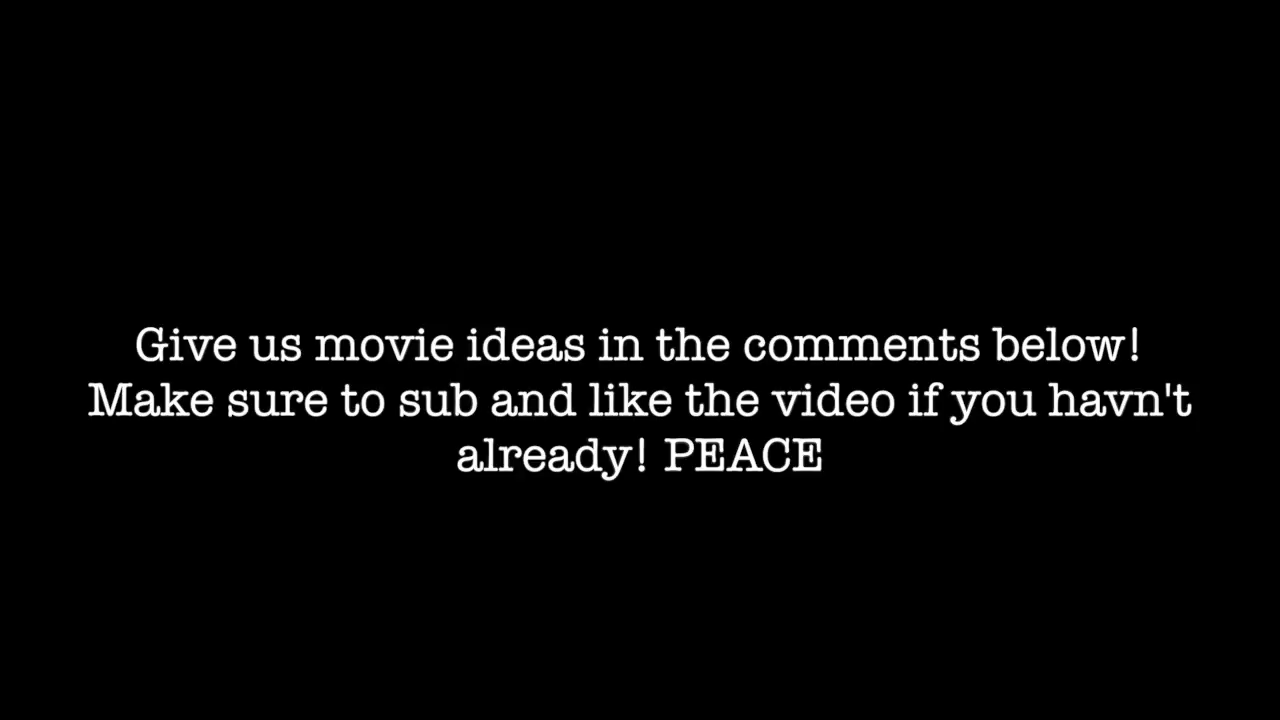 Give us movie ideas in the comments below!
Make sure to sub and like the video if you havn't
already! PEACE